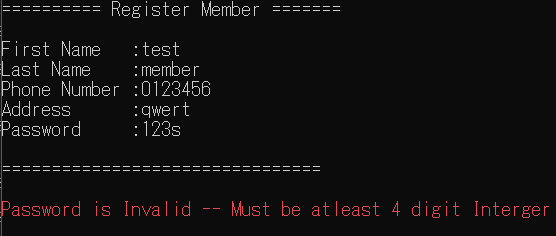 ========== Register Member =======
First Name   :test
Last Name    :member
Phone Number :0123456
Address      :qwert
Password     :123s
================================
Password is Invalid -- Must be atleast 4 digit Interger